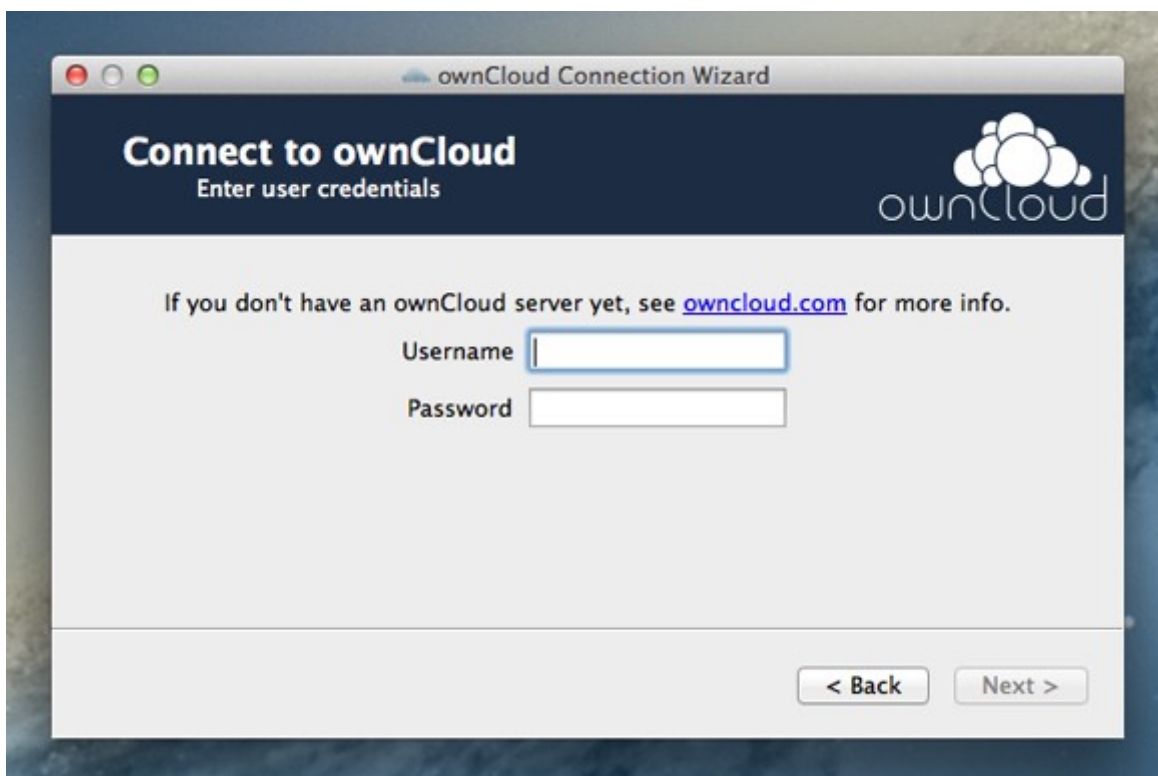 ownCloud Connection Wizard
Connect to ownCloud
Enter user credentials
ownCloud
If you don't have an ownCloud server yet, see owncloud.com for more info.
Username
Password
< Back
Next >